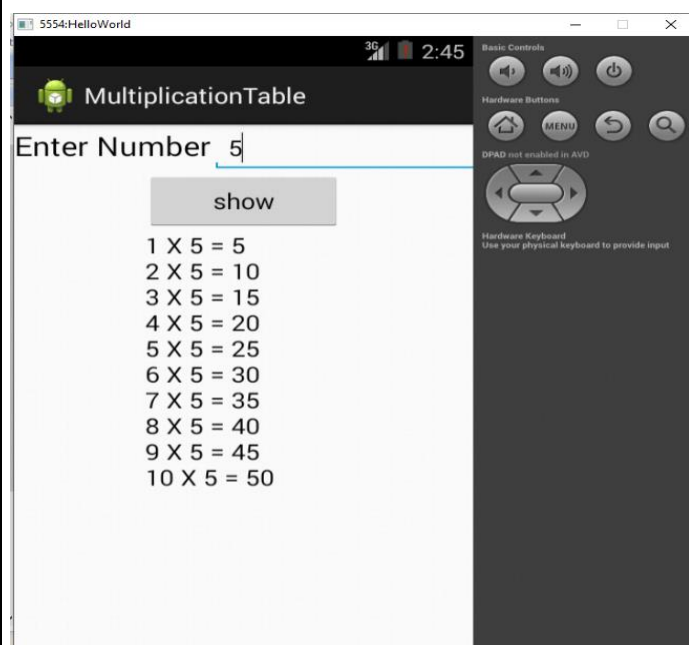 5554:HelloWorld
3G 2:45
MultiplicationTable
Enter Number 5
show
1 X 5 = 5
2 X 5 = 10
3 X 5 = 15
4 X 5 = 20
5 X 5 = 25
6 X 5 = 30
7 X 5 = 35
8 X 5 = 40
9 X 5 = 45
10 X 5 = 50
Basic Controls
Hardware Buttons
MENU
DPAD not enabled in AVD
Hardware Keyboard
Use your physical keyboard to provide input